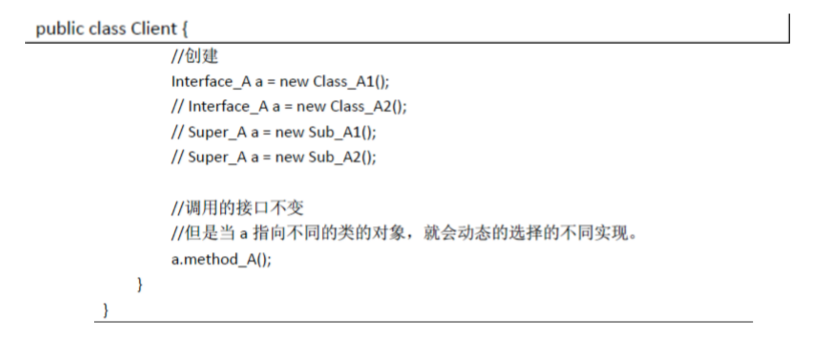 public class Client {
//创建
Interface_A a = new Class_A1();
// Interface_A a = new Class_A2();
// Super_A a = new Sub_A1();
// Super_A a = new Sub_A2();
//调用的接口不变
//但是当 a 指向不同的类的对象，就会动态的选择的不同实现。
a.method_A();
}
}